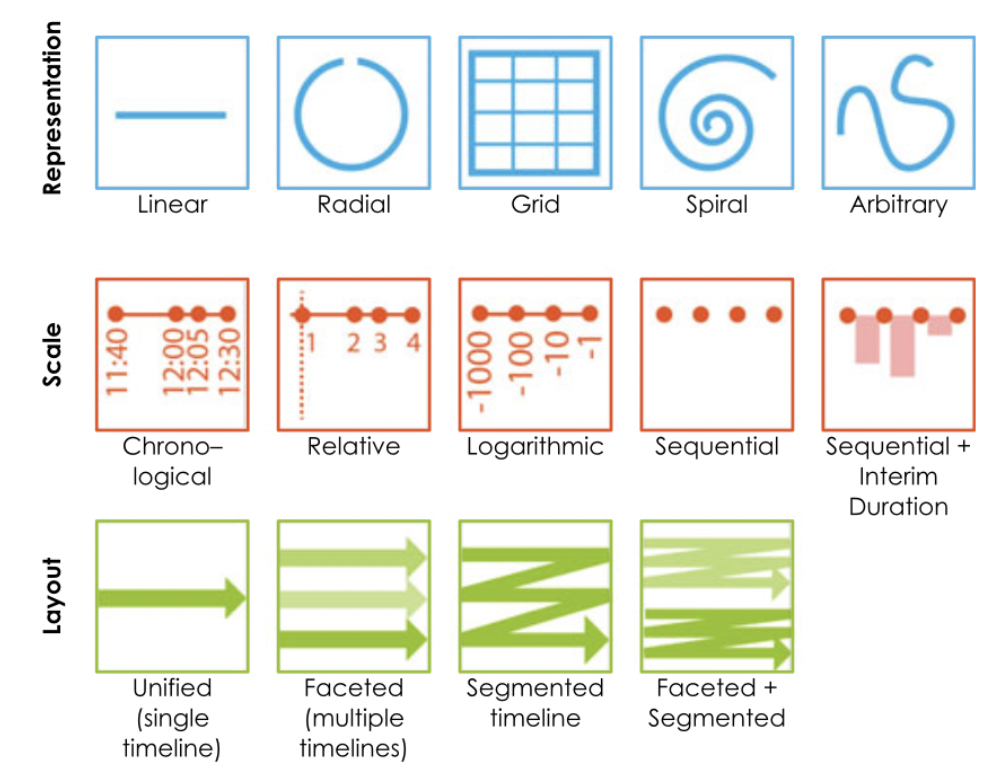 Representation
Linear
Radial
Grid
Spiral
Arbitrary
Scale
11:40
12:00
12:05
12:30
1
2
3
4
-1000
-100
-10
-1
Chrono–
logical
Relative
Logarithmic
Sequential
Sequential +
Interim
Duration
Layout
Unified
(single
timeline)
Faceted
(multiple
timelines)
Segmented
timeline
Faceted +
Segmented